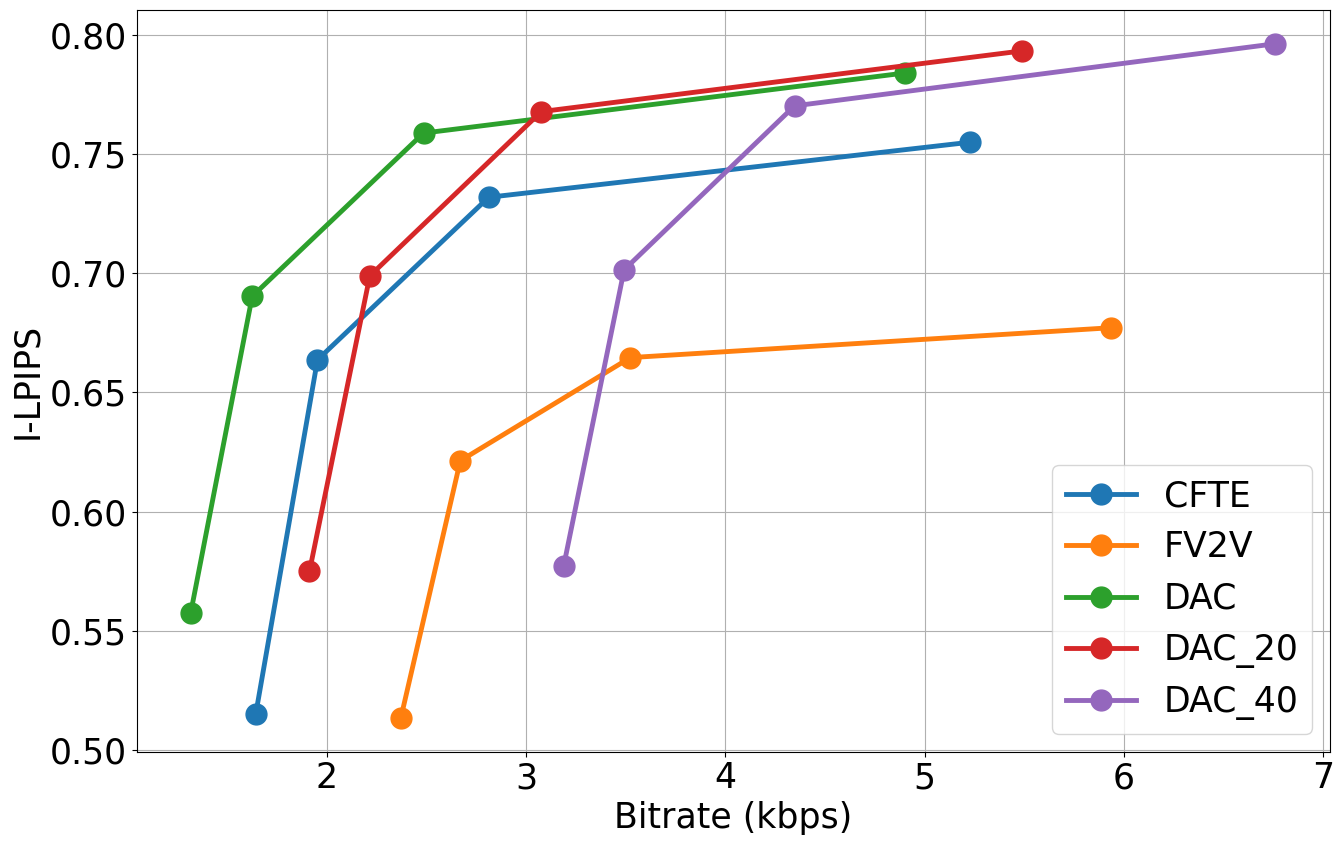 0.80
0.75
0.70
0.65
0.60
0.55
0.50
I-LPIPS
CFTE
FV2V
DAC
DAC_20
DAC_40
2 3 4 5 6 7
Bitrate (kbps)